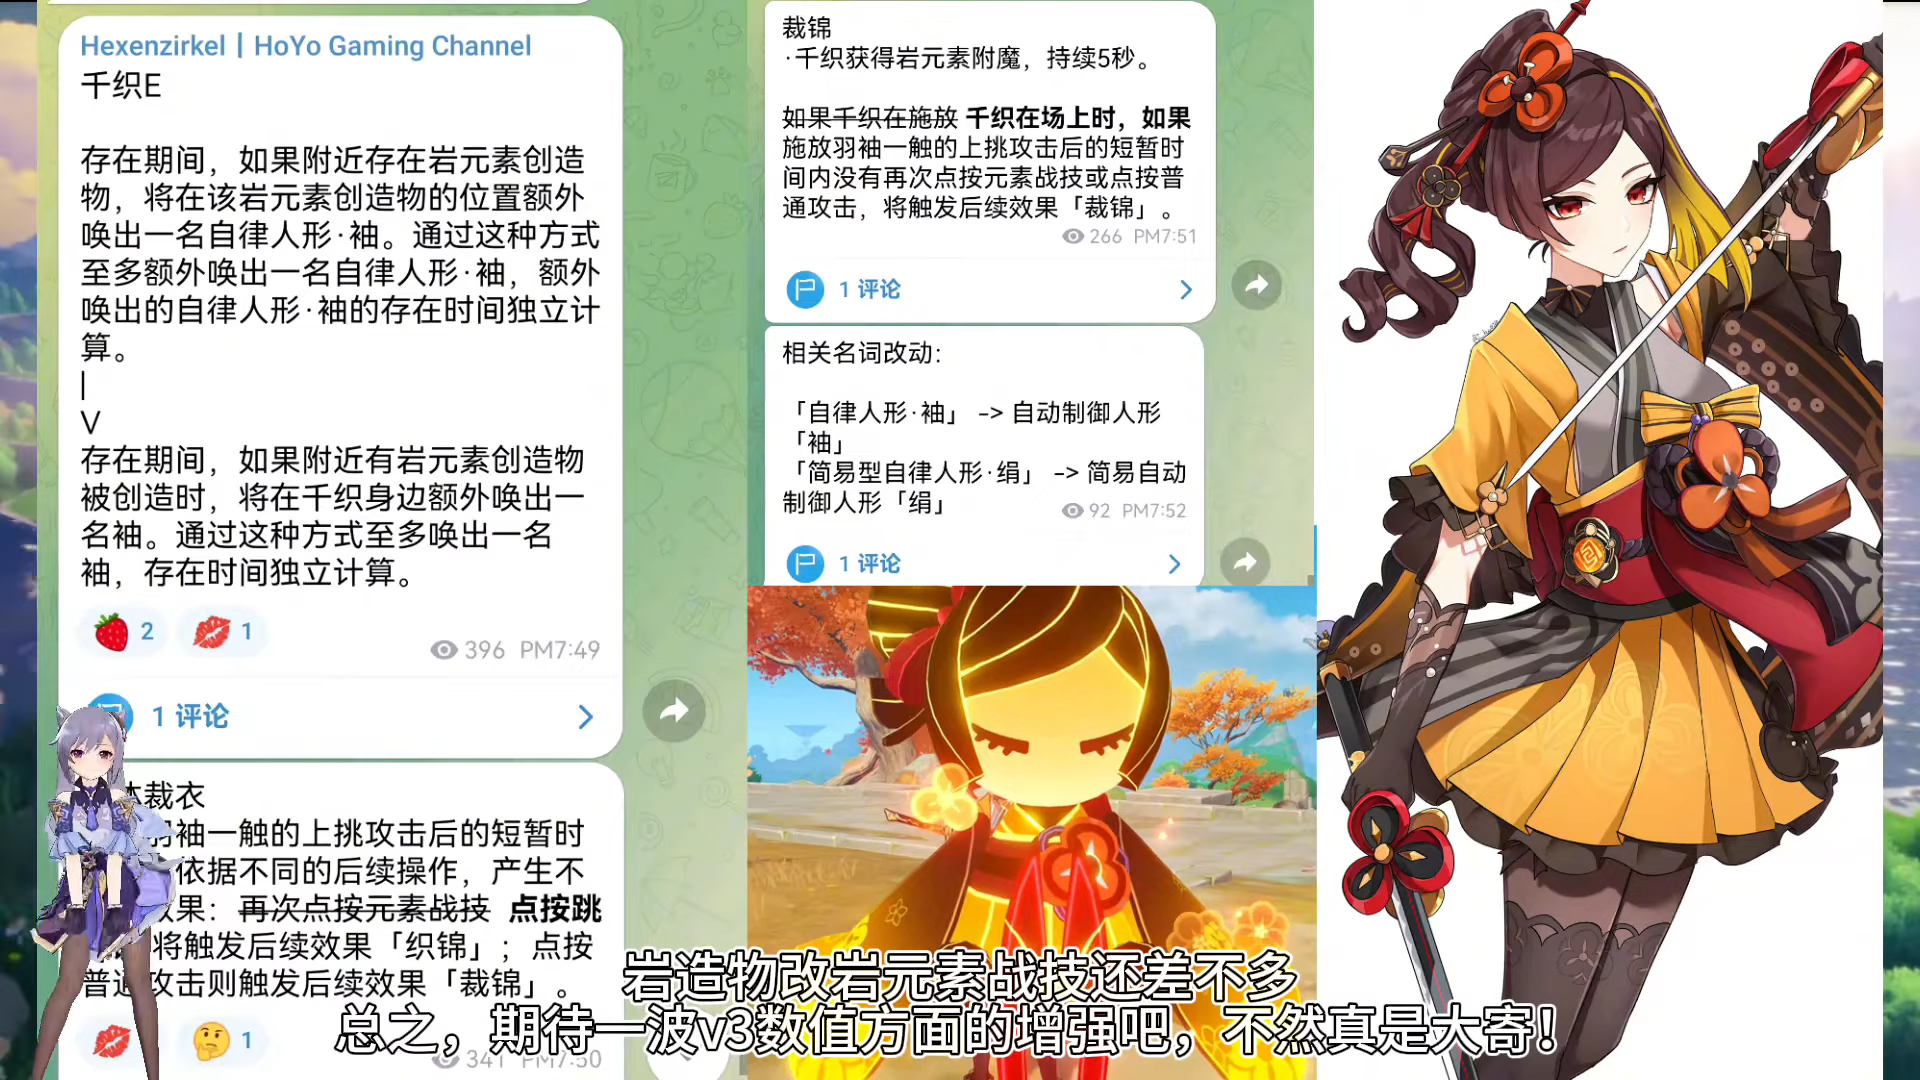 Hexenzirkel | HoYo Gaming Channel
千织E
存在期间，如果附近存在岩元素创造
物，将在该岩元素创造物的位置额外
唤出一名自律人形·袖。通过这种方式
至多额外唤出一名自律人形·袖，额外
唤出的自律人形·袖的存在时间独立计
算。
|
V
存在期间，如果附近有岩元素创造物
被创造时，将在千织身边额外唤出一
名袖。通过这种方式至多唤出一名
袖，存在时间独立计算。
2 1
396 PM7:49
1 评论
裁衣
羽袖一触的上挑攻击后的短暂时
依据不同的后续操作，产生不
果：再次点按元素战技 点按跳
将触发后续效果「织锦」；点按
普通攻击则触发后续效果「裁锦」。
1
341 PM7:50
裁锦
·千织获得岩元素附魔，持续5秒。
如果千织在施放 千织在场上时，如果
施放羽袖一触的上挑攻击后的短暂时
间内没有再次点按元素战技或点按普
通攻击，将触发后续效果「裁锦」。
266 PM7:51
1 评论
相关名词改动:
「自律人形·袖」 -> 自动制御人形
「袖」
「简易型自律人形·绢」 -> 简易自动
制御人形「绢」
92 PM7:52
1 评论
岩造物改岩元素战技还差不多
总之，期待一波v3数值方面的增强吧，不然真是大寄！